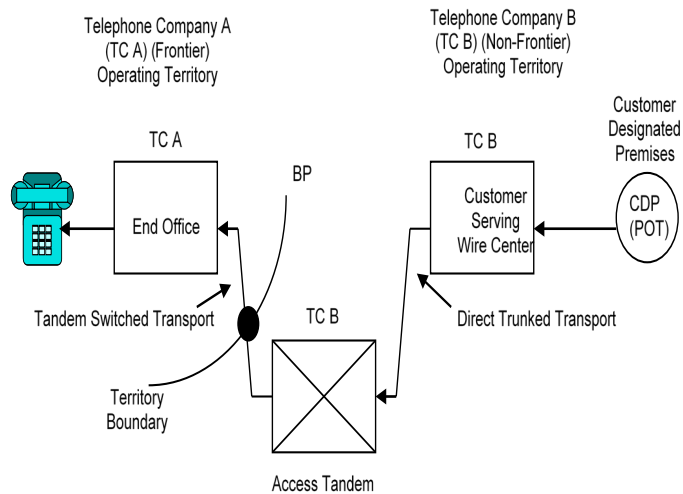 Telephone Company A
(TC A) (Frontier)
Operating Territory
Telephone Company B
(TC B) (Non-Frontier)
Operating Territory
Customer
Designated
Premises
TC A
TC B
BP
End Office
Customer
Serving
Wire Center
CDP
(POT)
Tandem Switched Transport
TC B
Direct Trunked Transport
Territory
Boundary
Access Tandem